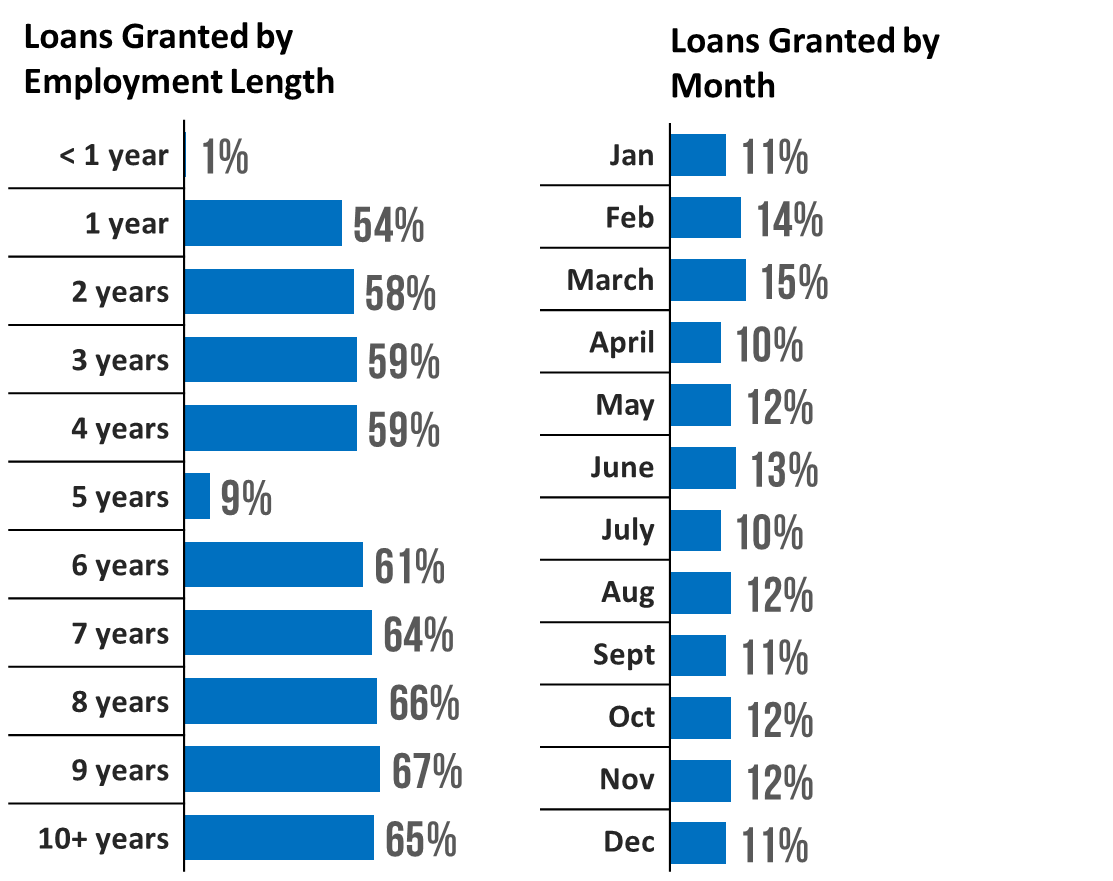 Loans Granted by
Employment Length
< 1 year 1%
1 year 54%
2 years 58%
3 years 59%
4 years 59%
5 years 9%
6 years 61%
7 years 64%
8 years 66%
9 years 67%
10+ years 65%
Loans Granted by
Month
Jan 11%
Feb 14%
March 15%
April 10%
May 12%
June 13%
July 10%
Aug 12%
Sept 11%
Oct 12%
Nov 12%
Dec 11%